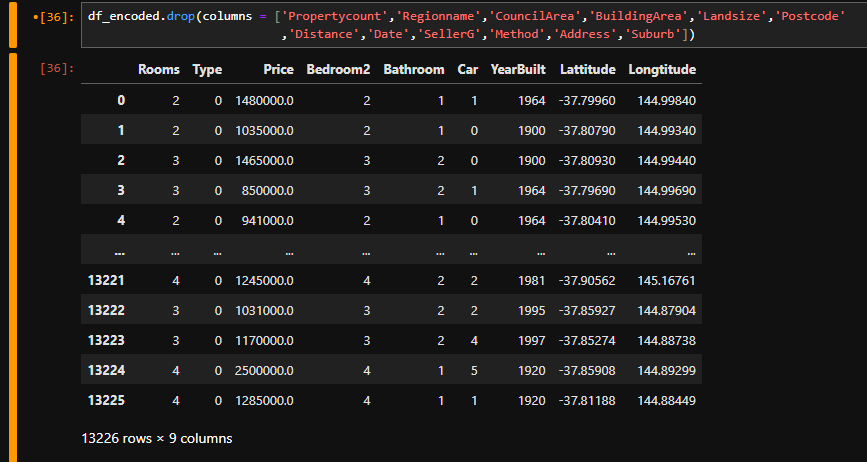 [36]: df_encoded.drop(columns = ['Propertycount','Regionname','CouncilArea','BuildingArea','Landsize','Postcode'
,'Distance','Date','SellerG','Method','Address','Suburb'])
[36]:
Rooms Type Price Bedroom2 Bathroom Car YearBuilt Lattitude Longtitude
0 2 0 1480000.0 2 1 1 1964 -37.79960 144.99840
1 2 0 1035000.0 2 1 0 1900 -37.80790 144.99340
2 3 0 1465000.0 3 2 0 1900 -37.80930 144.99440
3 3 0 850000.0 3 2 1 1964 -37.79690 144.99690
4 2 0 941000.0 2 1 0 1964 -37.80410 144.99530
... ... ... ... ... ... ... ... ... ...
13221 4 0 1245000.0 4 2 2 1981 -37.90562 145.16761
13222 3 0 1031000.0 3 2 2 1995 -37.85927 144.87904
13223 3 0 1170000.0 3 2 4 1997 -37.85274 144.88738
13224 4 0 2500000.0 4 1 5 1920 -37.85908 144.89299
13225 4 0 1285000.0 4 1 1 1920 -37.81188 144.88449
13226 rows × 9 columns